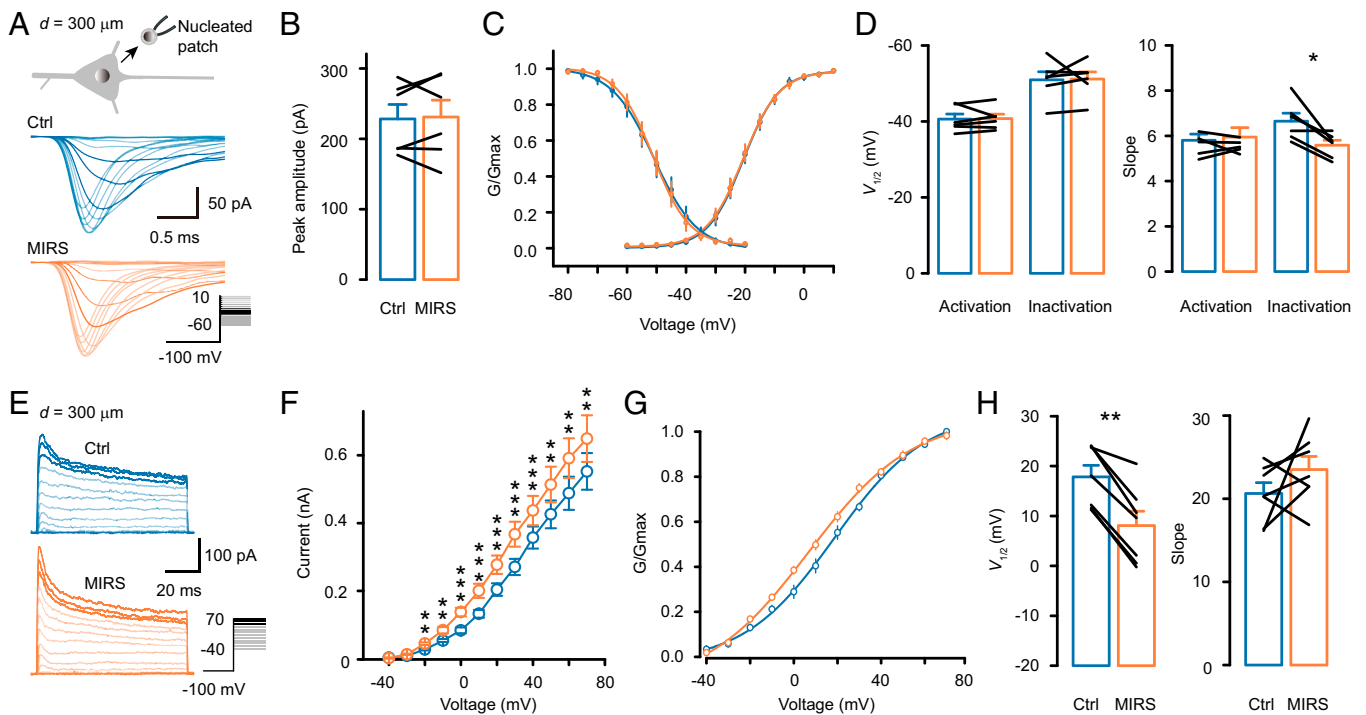 A
d = 300 μm
Nucleated
patch
Ctrl
50 pA
0.5 ms
MIRS
10
-60
-100 mV
B
Peak amplitude (pA)
300
200
100
0
Ctrl MIRS
C
G/Gmax
1.0
0.8
0.6
0.4
0.2
0.0
-80 -60 -40 -20 0
Voltage (mV)
D
V1/2 (mV)
-60
-40
-20
0
Activation Inactivation
Slope
10
8
6
4
2
0
*
Activation Inactivation
E
d = 300 μm
Ctrl
100 pA
20 ms
MIRS
70
-40
-100 mV
F
Current (nA)
0.6
0.4
0.2
0
** ** *** *** *** *** *** ** ** **
-40 0 40 80
Voltage (mV)
G
G/Gmax
1.0
0.8
0.6
0.4
0.2
0.0
-40 0 40 80
Voltage (mV)
H
V1/2 (mV)
30
20
10
0
-10
-20
**
Ctrl MIRS
Slope
30
20
10
0
Ctrl MIRS